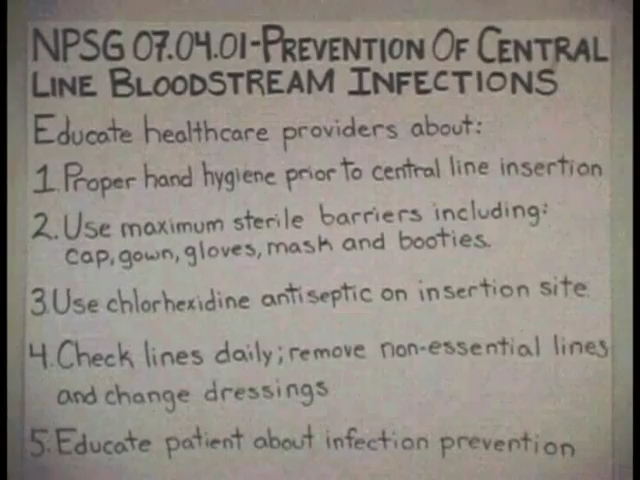 NPSG 07.04.01-PREVENTION OF CENTRAL
LINE BLOODSTREAM INFECTIONS
Educate healthcare providers about:
1. Proper hand hygiene prior to central line insertion
2. Use maximum sterile barriers including:
cap, gown, gloves, mask and booties.
3. Use chlorhexidine antiseptic on insertion site
4. Check lines daily; remove non-essential lines
and change dressings
5. Educate patient about infection prevention